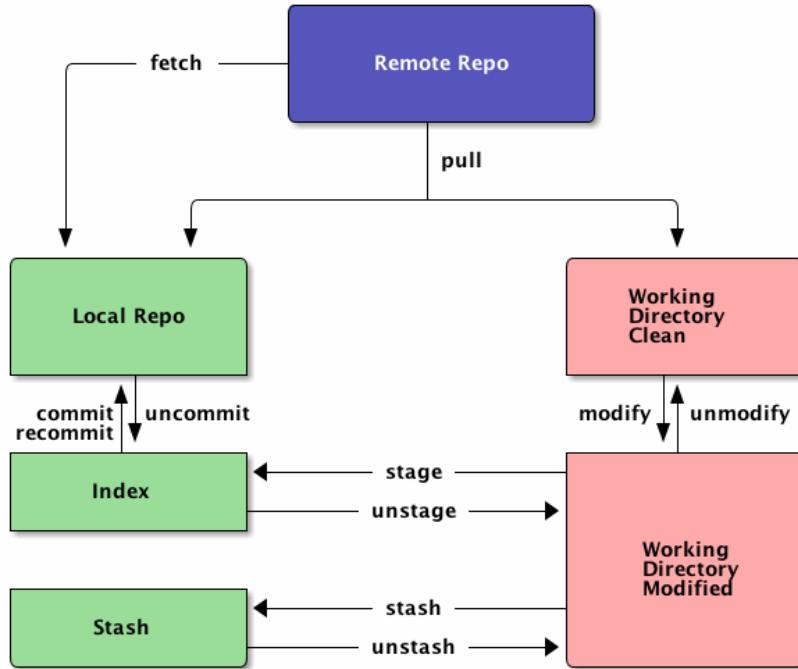 fetch
Remote Repo
pull
Local Repo
Working
Directory
Clean
commit
recommit
uncommit
modify
unmodify
Index
stage
unstage
Working
Directory
Modified
Stash
stash
unstash